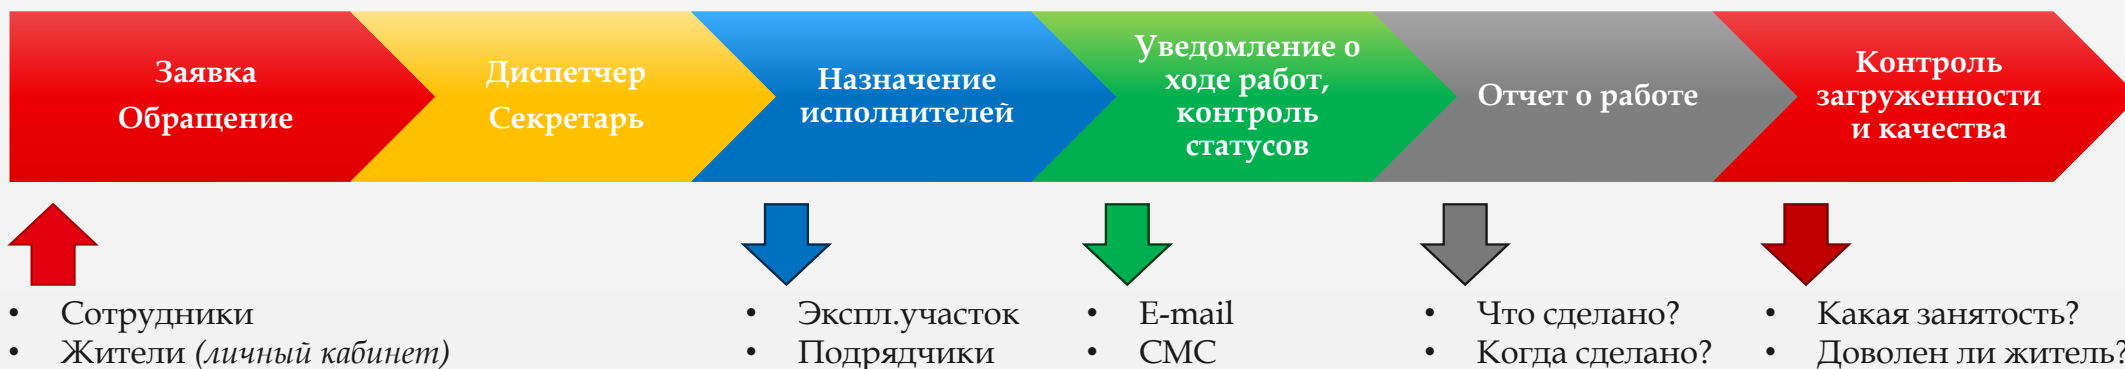 Заявка
Обращение
Диспетчер
Секретарь
Назначение
исполнителей
Уведомление о
ходе работ,
контроль
статусов
Отчет о работе
Контроль
загруженности
и качества
• Сотрудники
• Жители (личный кабинет)
• Экспл.участок
• Подрядчики
• E-mail
• СМС
• Что сделано?
• Когда сделано?
• Какая занятость?
• Доволен ли житель?